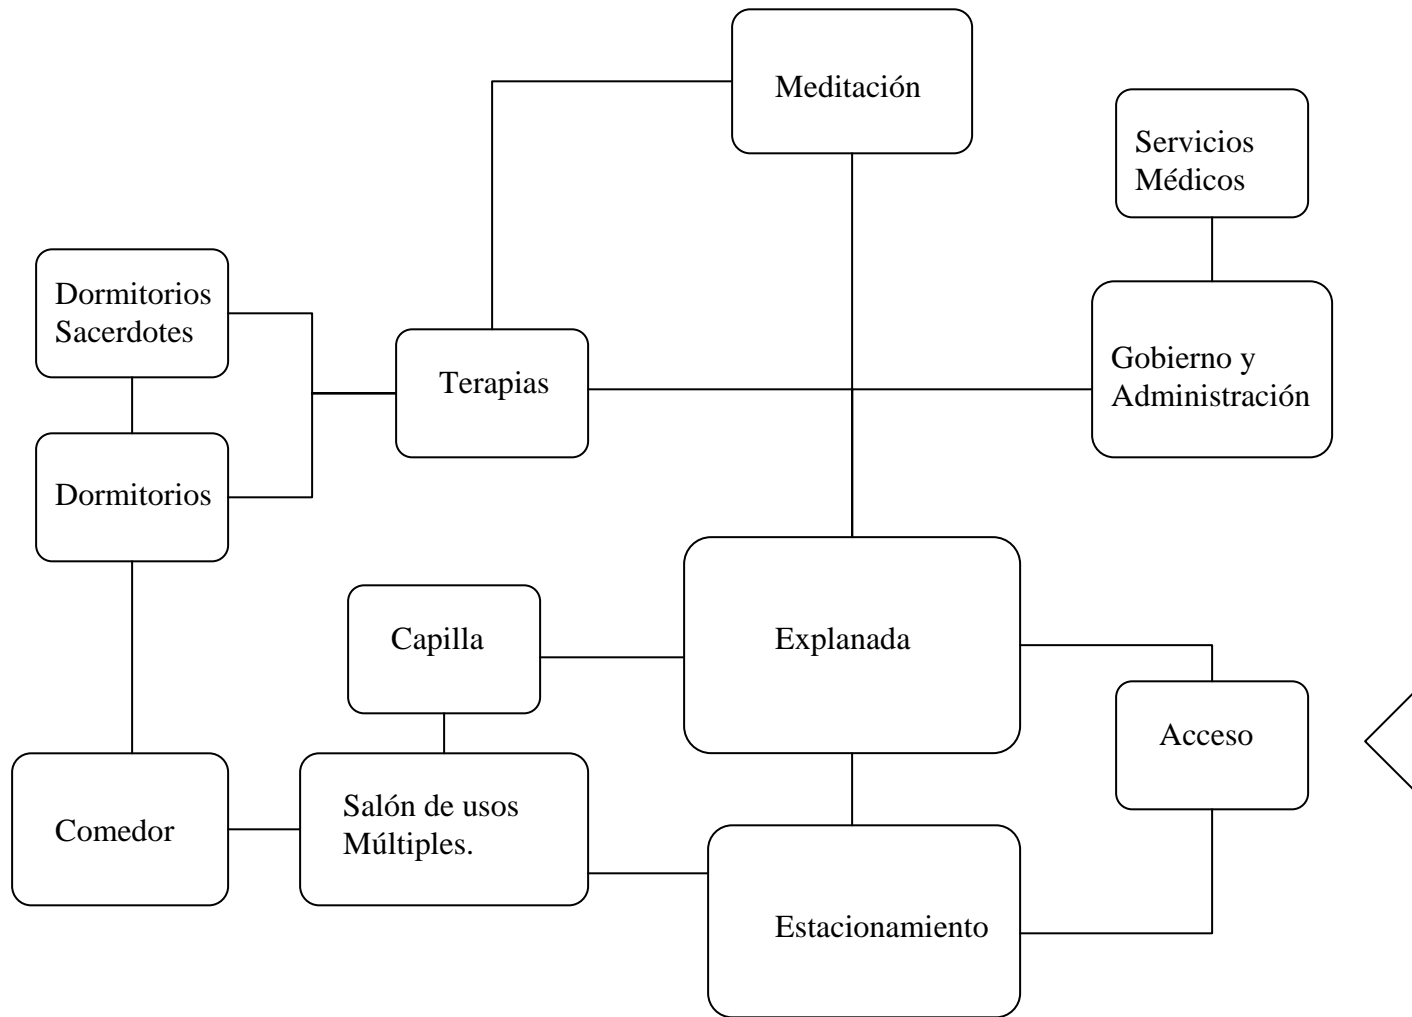 Meditación
Servicios
Médicos
Dormitorios
Sacerdotes
Terapias
Gobierno y
Administración
Dormitorios
Capilla
Explanada
Acceso
Comedor
Salón de usos
Múltiples.
Estacionamiento